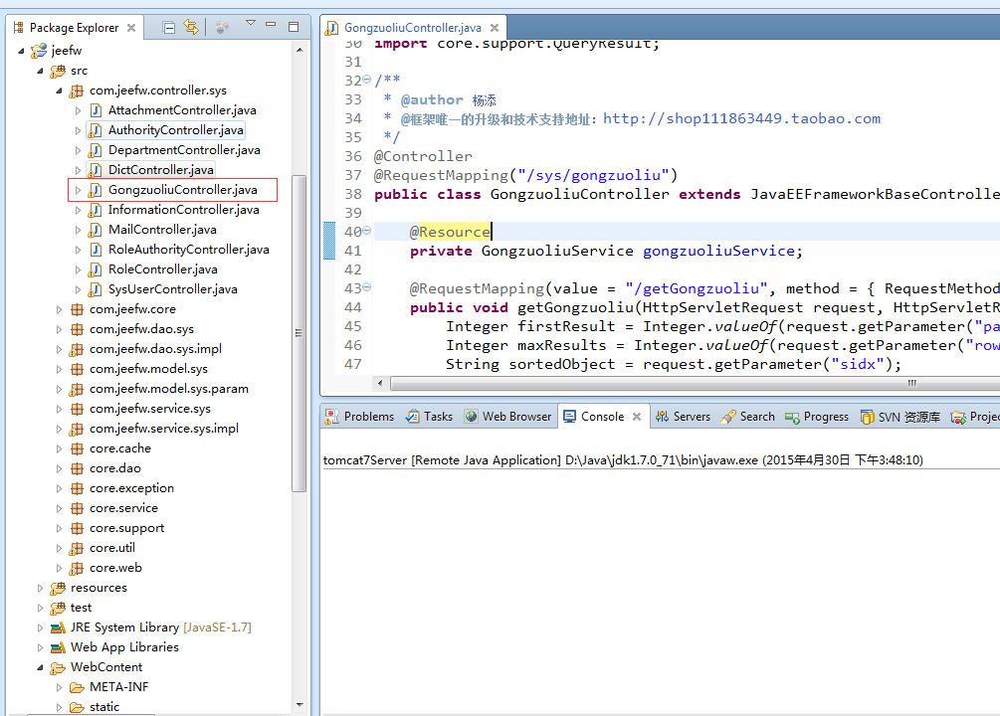 Package Explorer
jeefw
src
com.jeefw.controller.sys
AttachmentController.java
AuthorityController.java
DepartmentController.java
DictController.java
GongzuoliuController.java
InformationController.java
MailController.java
RoleAuthorityController.java
RoleController.java
SysUserController.java
com.jeefw.core
com.jeefw.dao.sys
com.jeefw.dao.sys.impl
com.jeefw.model.sys
com.jeefw.model.sys.param
com.jeefw.service.sys
com.jeefw.service.sys.impl
core.cache
core.dao
core.exception
core.service
core.support
core.util
core.web
resources
test
JRE System Library [JavaSE-1.7]
Web App Libraries
WebContent
META-INF
static
GongzuoliuController.java
30 import core.support.QueryResult;
31
32 /**
33 * @author 杨添
34 * @框架唯一的升级和技术支持地址：http://shop111863449.taobao.com
35 */
36 @Controller
37 @RequestMapping("/sys/gongzuoliu")
38 public class GongzuoliuController extends JavaEEFrameworkBaseControlle
39
40 @Resource
41 private GongzuoliuService gongzuoliuService;
42
43 @RequestMapping(value = "/getGongzuoliu", method = { RequestMethod
44 public void getGongzuoliu(HttpServletRequest request, HttpServletR
45 Integer firstResult = Integer.valueOf(request.getParameter("pa
46 Integer maxResults = Integer.valueOf(request.getParameter("row
47 String sortedObject = request.getParameter("sidx");
Problems Tasks Web Browser Console Servers Search Progress SVN 资源库 Projec
tomcat7Server [Remote Java Application] D:\Java\jdk1.7.0_71\bin\javaw.exe (2015年4月30日 下午3:48:10)